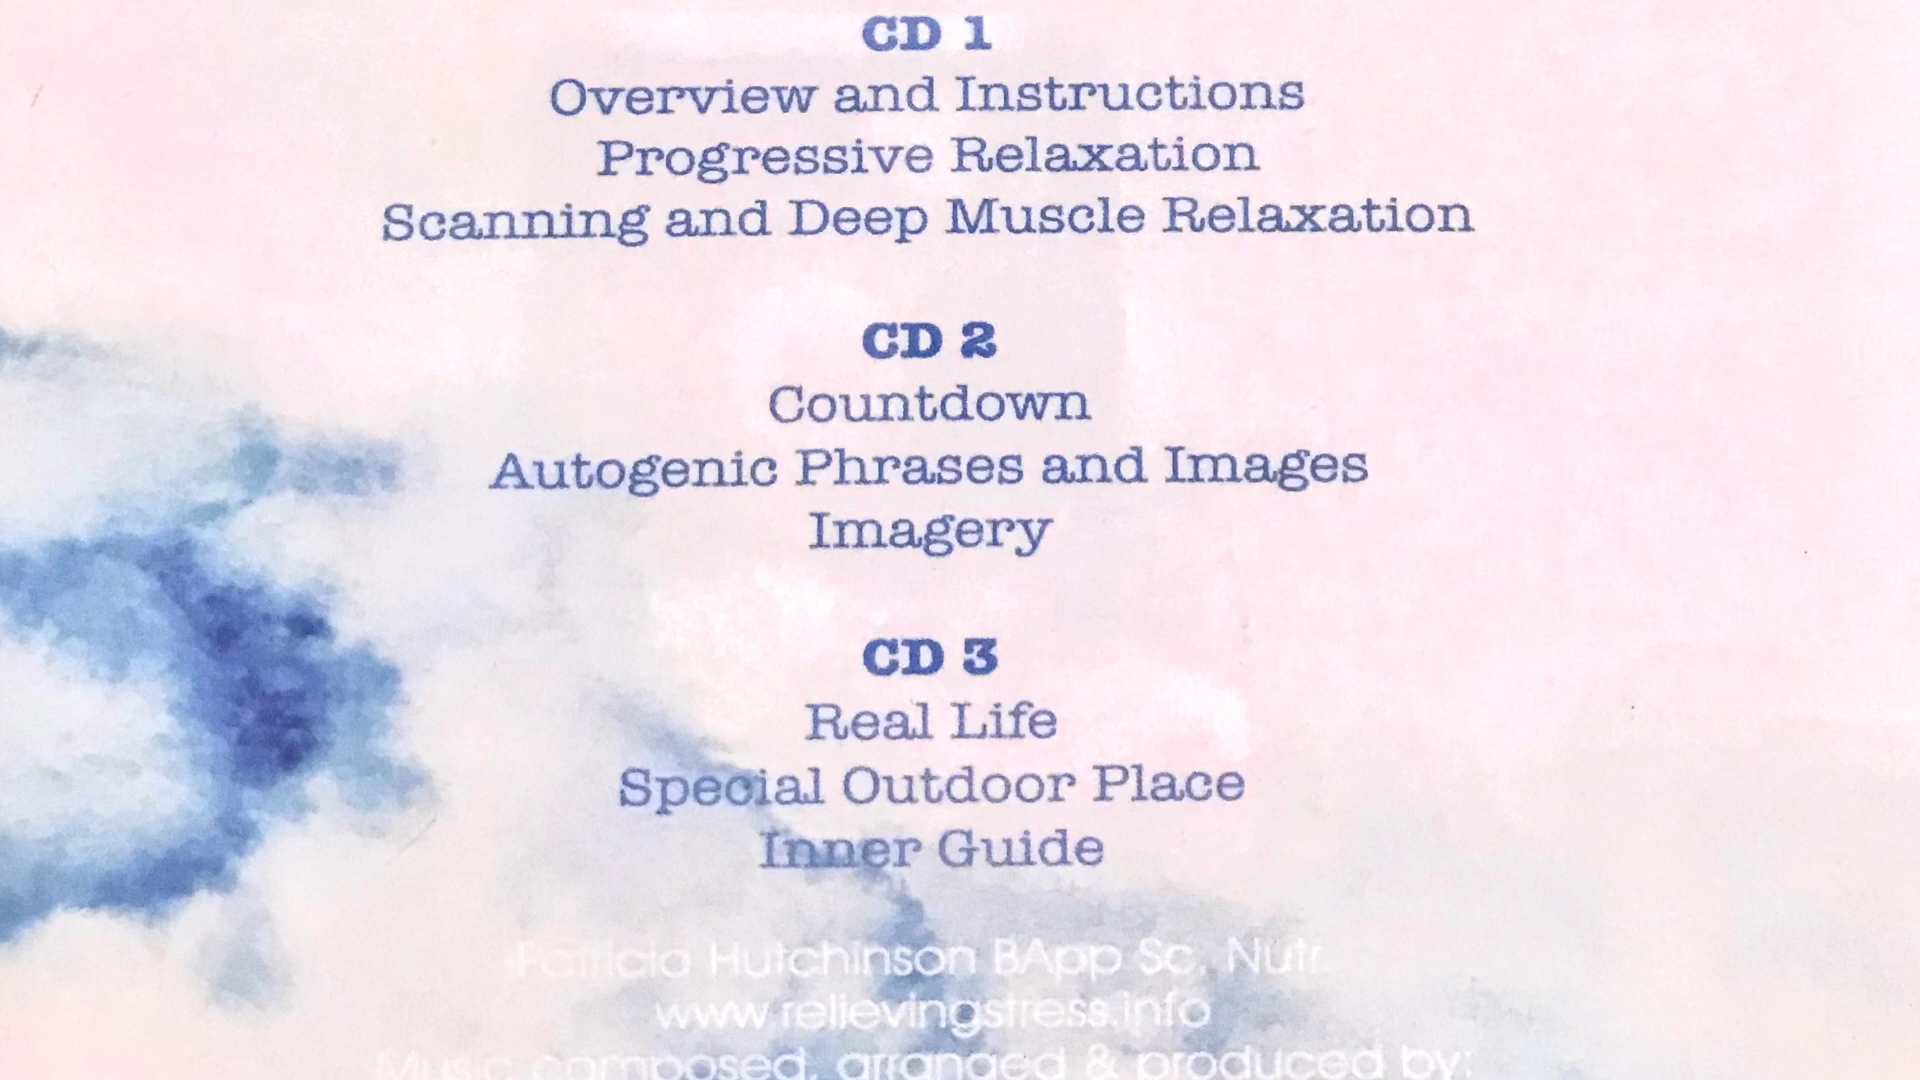 CD 1
Overview and Instructions
Progressive Relaxation
Scanning and Deep Muscle Relaxation
CD 2
Countdown
Autogenic Phrases and Images
Imagery
CD 3
Real Life
Special Outdoor Place
Inner Guide
Patricia Hutchinson BApp Sc. Nutr.
www.relievingstress.info
Music composed, arranged & produced by: